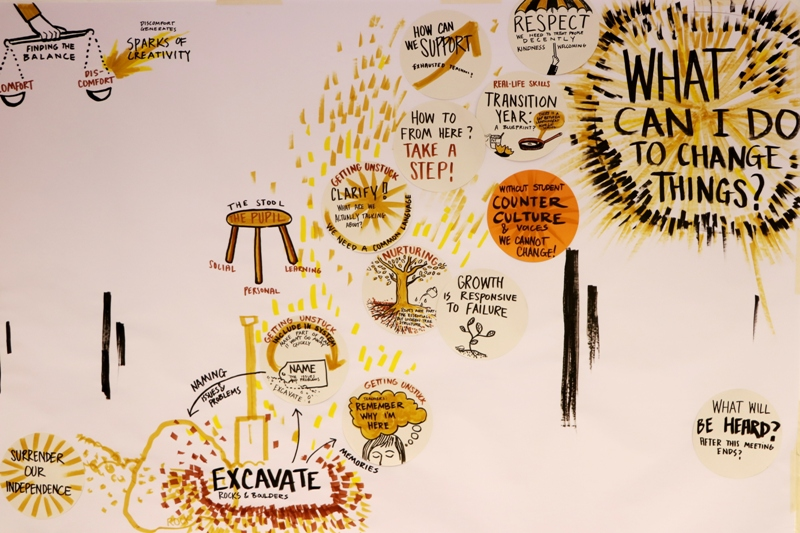 FINDING THE
BALANCE
COMFORT
DIS-
COMFORT
DISCOMFORT
GENERATES
SPARKS OF
CREATIVITY
HOW CAN
WE SUPPORT
EXHAUSTED TEACHERS?
RESPECT
WE NEED TO TREAT PEOPLE
DECENTLY
KINDNESS
WELCOMING
WHAT
CAN I DO
TO CHANGE
THINGS?
HOW TO
FROM HERE?
TAKE A
STEP!
REAL-LIFE SKILLS
TRANSITION
YEAR:
A BLUEPRINT?
GETTING UNSTUCK
CLARIFY!!
WHAT ARE WE
ACTUALLY TALKING
ABOUT?
WE NEED A COMMON LANGUAGE
WITHOUT STUDENT
COUNTER
CULTURE
& VOICES
WE CANNOT
CHANGE!
THE STOOL
THE PUPIL
SOCIAL
PERSONAL
LEARNING
NURTURING
GROWTH
IS RESPONSIVE
TO FAILURE
GETTING UNSTUCK
INCLUDE IN SYSTEM
NAME
EXCAVATE
NAMING
ISSUES
PROBLEMS
GETTING UNSTUCK
REMEMBER
WHY I'M
HERE
MEMORIES
WHAT WILL
BE HEARD?
AFTER THIS MEETING
ENDS?
SURRENDER
OUR
INDEPENDENCE
EXCAVATE
ROCKS & BOULDERS